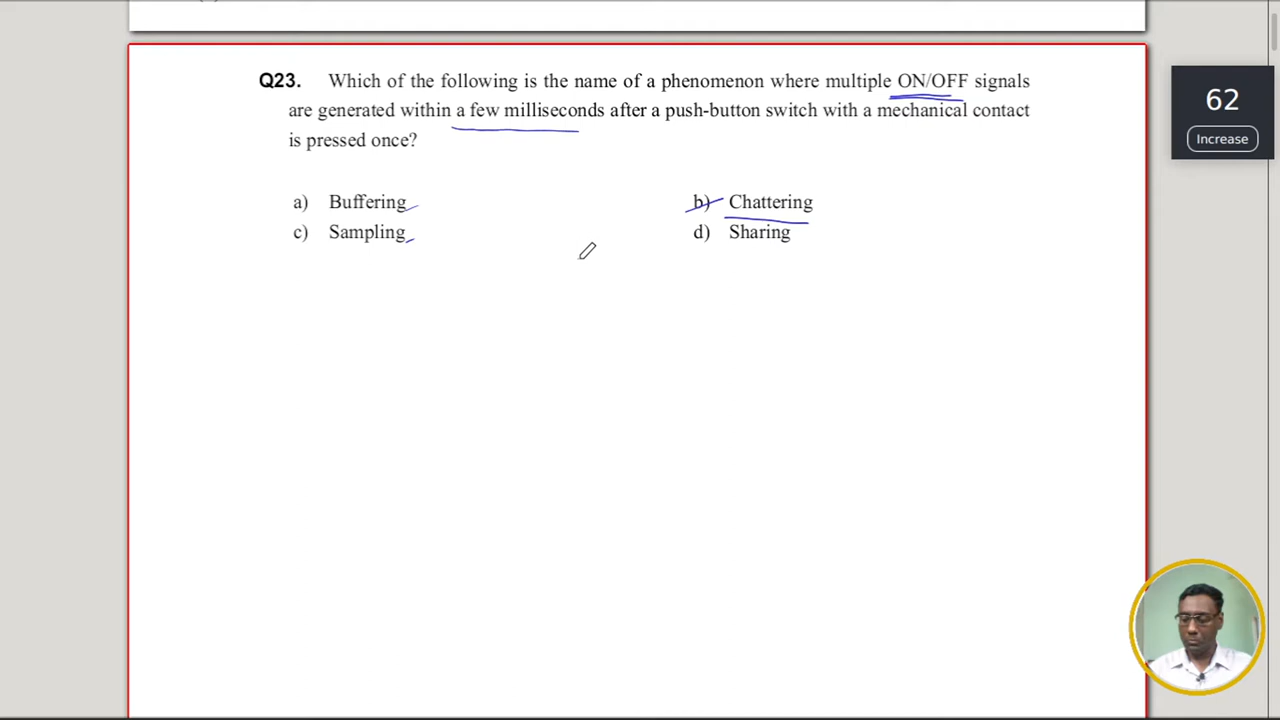 Q23. Which of the following is the name of a phenomenon where multiple ON/OFF signals
are generated within a few milliseconds after a push-button switch with a mechanical contact
is pressed once?
a) Buffering
b) Chattering
c) Sampling
d) Sharing
62
Increase